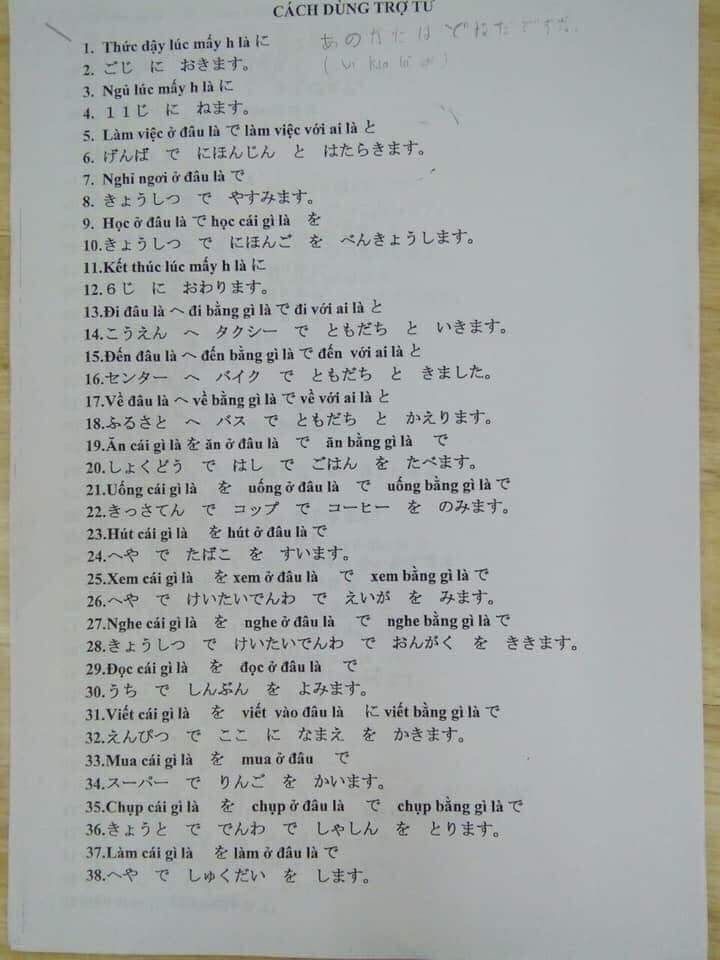 CÁCH DÙNG TRỢ TỪ
1. Thức dậy lúc mấy h là に
2. ごじ に おきます。
3. Ngủ lúc mấy h là に
4. １１じ に ねます。
5. Làm việc ở đâu là で làm việc với ai là と
6. げんば で にほんじん と はたらきます。
7. Nghỉ ngơi ở đâu là で
8. きょうしつ で やすみます。
9. Học ở đâu là で học cái gì là を
10.きょうしつ で にほんご を べんきょうします。
11.Kết thúc lúc mấy h là に
12.６じ に おわります。
13.Đi đâu là へ đi bằng gì là で đi với ai là と
14.こうえん へ タクシー で ともだち と いきます。
15.Đến đâu là へ đến bằng gì là で đến với ai là と
16.センター へ バイク で ともだち と きました。
17.Về đâu là へ về bằng gì là で về với ai là と
18.ふるさと へ バス で ともだち と かえります。
19.Ăn cái gì là を ăn ở đâu là で ăn bằng gì là で
20.しょくどう で はし で ごはん を たべます。
21.Uống cái gì là を uống ở đâu là で uống bằng gì là で
22.きっさてん で コップ で コーヒー を のみます。
23.Hút cái gì là を hút ở đâu là で
24.へや で たばこ を すいます。
25.Xem cái gì là を xem ở đâu là で xem bằng gì là で
26.へや で けいたいでんわ で えいが を みます。
27.Nghe cái gì là を nghe ở đâu là で nghe bằng gì là で
28.きょうしつ で けいたいでんわ で おんがく を ききます。
29.Đọc cái gì là を đọc ở đâu là で
30.うち で しんぶん を よみます。
31.Viết cái gì là を viết vào đâu là に viết bằng gì là で
32.えんぴつ で ここ に なまえ を かきます。
33.Mua cái gì là を mua ở đâu で
34.スーパー で りんご を かいます。
35.Chụp cái gì là を chụp ở đâu là で chụp bằng gì là で
36.きょうと で でんわ で しゃしん を とります。
37.Làm cái gì là を làm ở đâu là で
38.へや で しゅくだい を します。